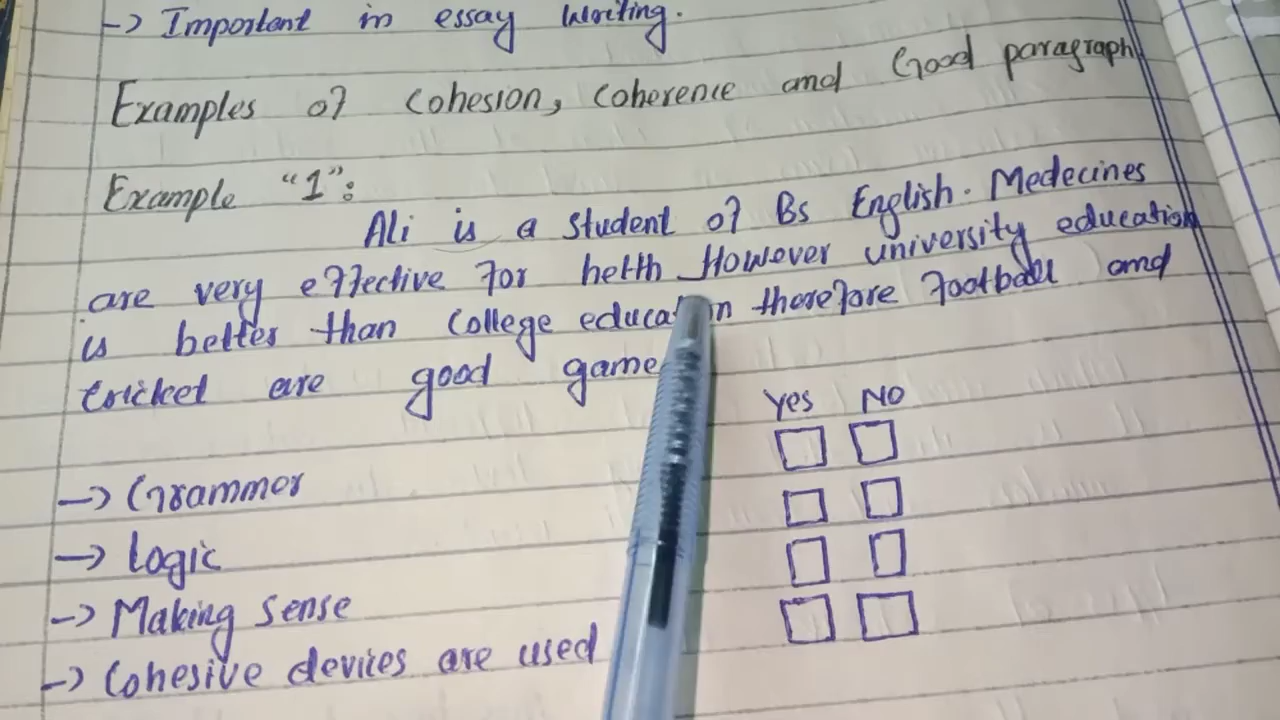 -> Important in essay writing.
Examples of Cohesion, Coherence and Good paragraph
Example "1":
Ali is a student of Bs English. Medecines
are very effective for helth However university education
is better than College education therefore football and
Cricket are good game
Yes No
-> Grammer
-> Logic
-> Making sense
-> Cohesive devices are used